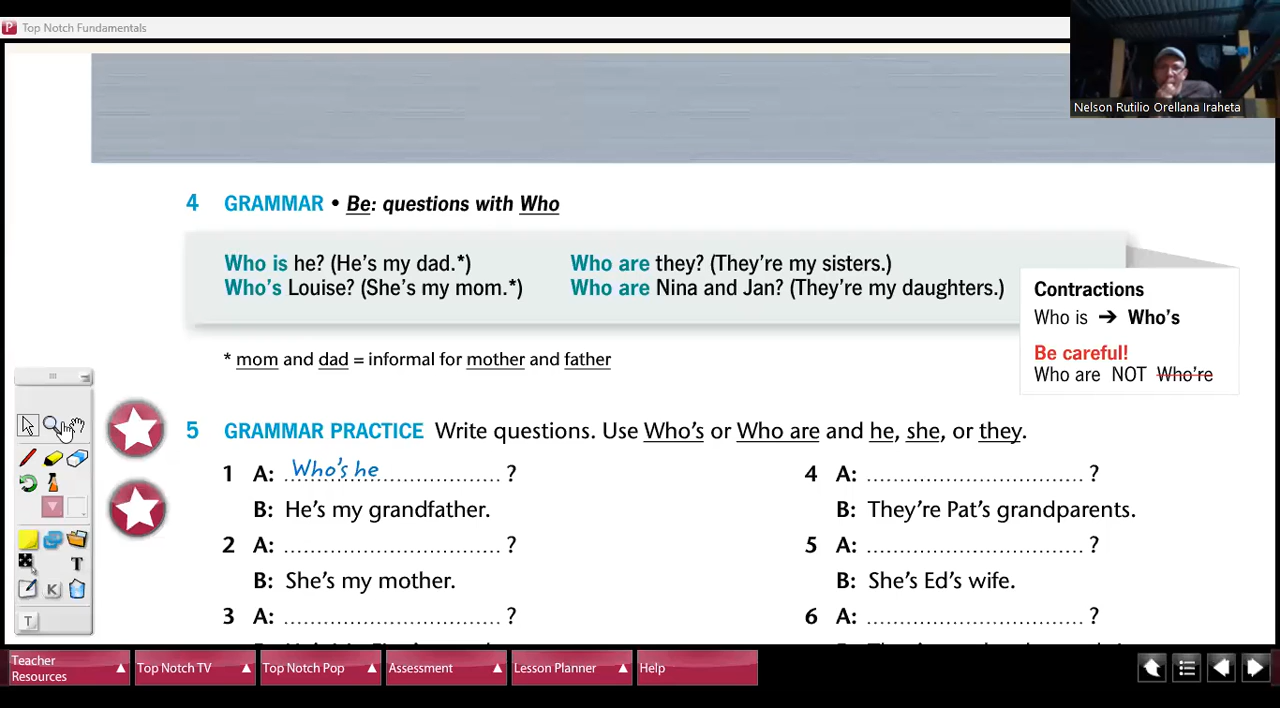 Top Notch Fundamentals
Nelson Rutilio Orellana Iraheta
4 GRAMMAR • Be: questions with Who
Who is he? (He's my dad.*) Who are they? (They're my sisters.)
Who's Louise? (She's my mom.*) Who are Nina and Jan? (They're my daughters.)
Contractions
Who is → Who's
Be careful!
Who are NOT Who're
* mom and dad = informal for mother and father
5 GRAMMAR PRACTICE Write questions. Use Who's or Who are and he, she, or they.
1 A: Who's he ?
B: He's my grandfather.
2 A: ................................. ?
B: She's my mother.
3 A: ................................. ?
4 A: ................................. ?
B: They're Pat's grandparents.
5 A: ................................. ?
B: She's Ed's wife.
6 A: ................................. ?
T
K
T
Teacher Resources
Top Notch TV
Top Notch Pop
Assessment
Lesson Planner
Help